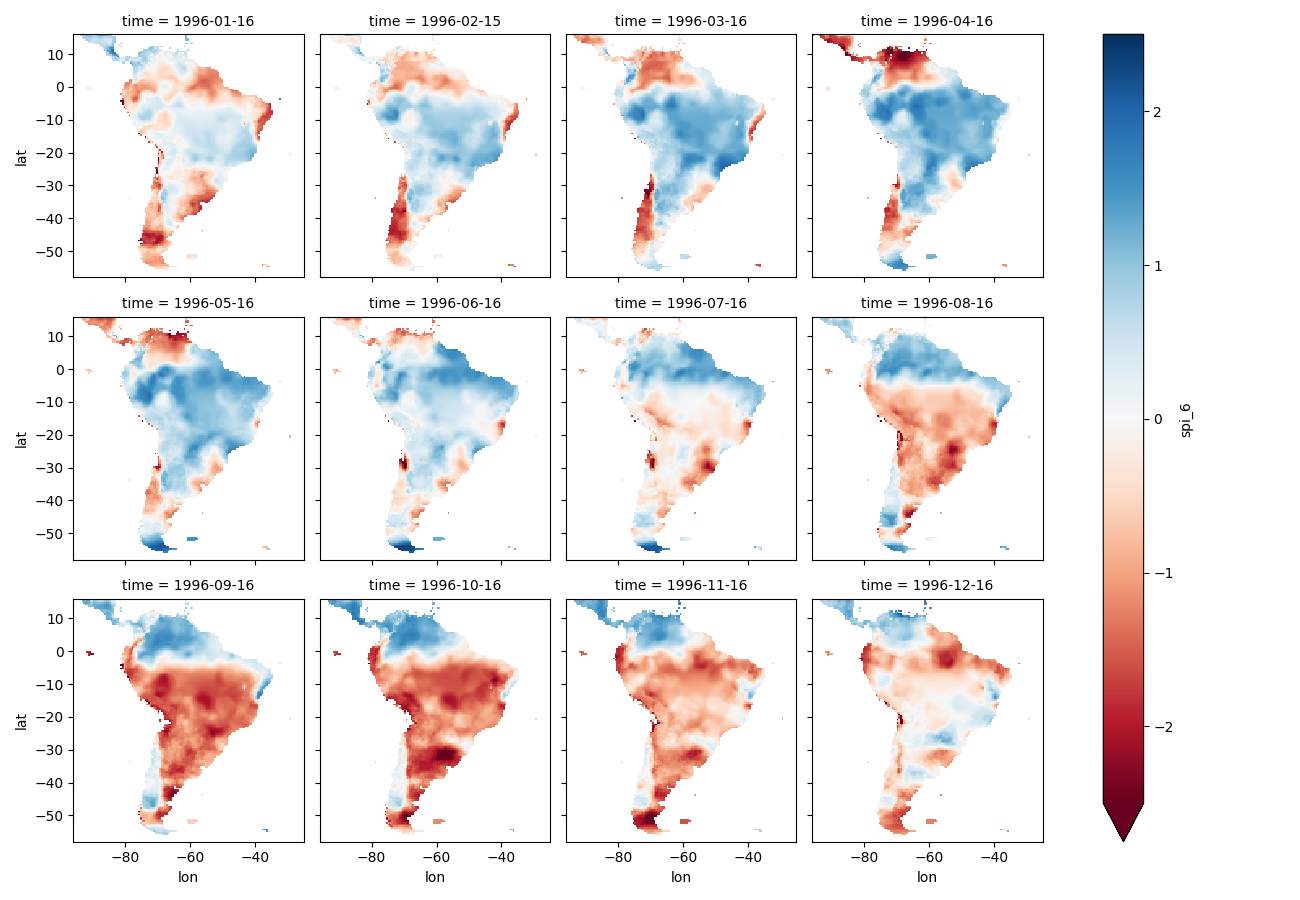 time = 1996-01-16
time = 1996-02-15
time = 1996-03-16
time = 1996-04-16
10
0
−10
−20
−30
−40
−50
lat
2
1
0
−1
−2
spi_6
time = 1996-05-16
time = 1996-06-16
time = 1996-07-16
time = 1996-08-16
10
0
−10
−20
−30
−40
−50
lat
time = 1996-09-16
time = 1996-10-16
time = 1996-11-16
time = 1996-12-16
10
0
−10
−20
−30
−40
−50
lat
−80 −60 −40
−80 −60 −40
−80 −60 −40
−80 −60 −40
lon
lon
lon
lon